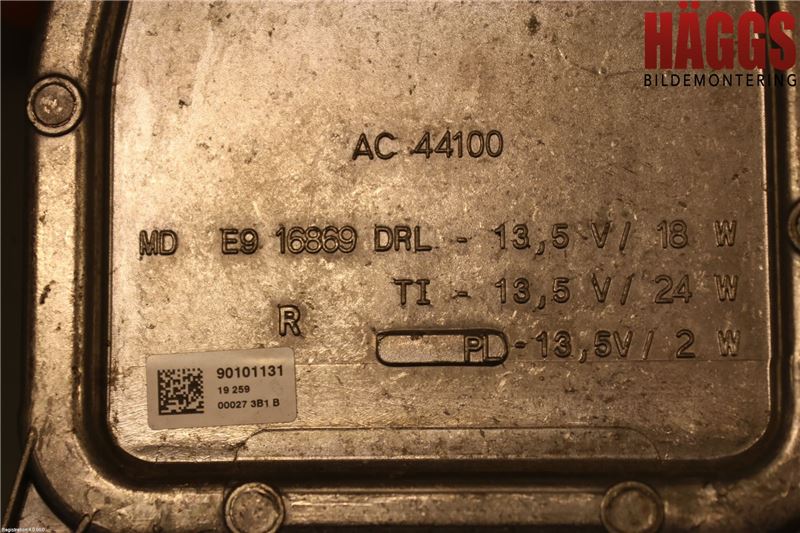 HÄGGS
BILDEMONTERING
AC 44100
MD E9 16869 DRL - 13,5 V / 18 W
TI - 13,5 V / 24 W
R
PL - 13,5V / 2 W
90101131
19 259
00027 3B1 B